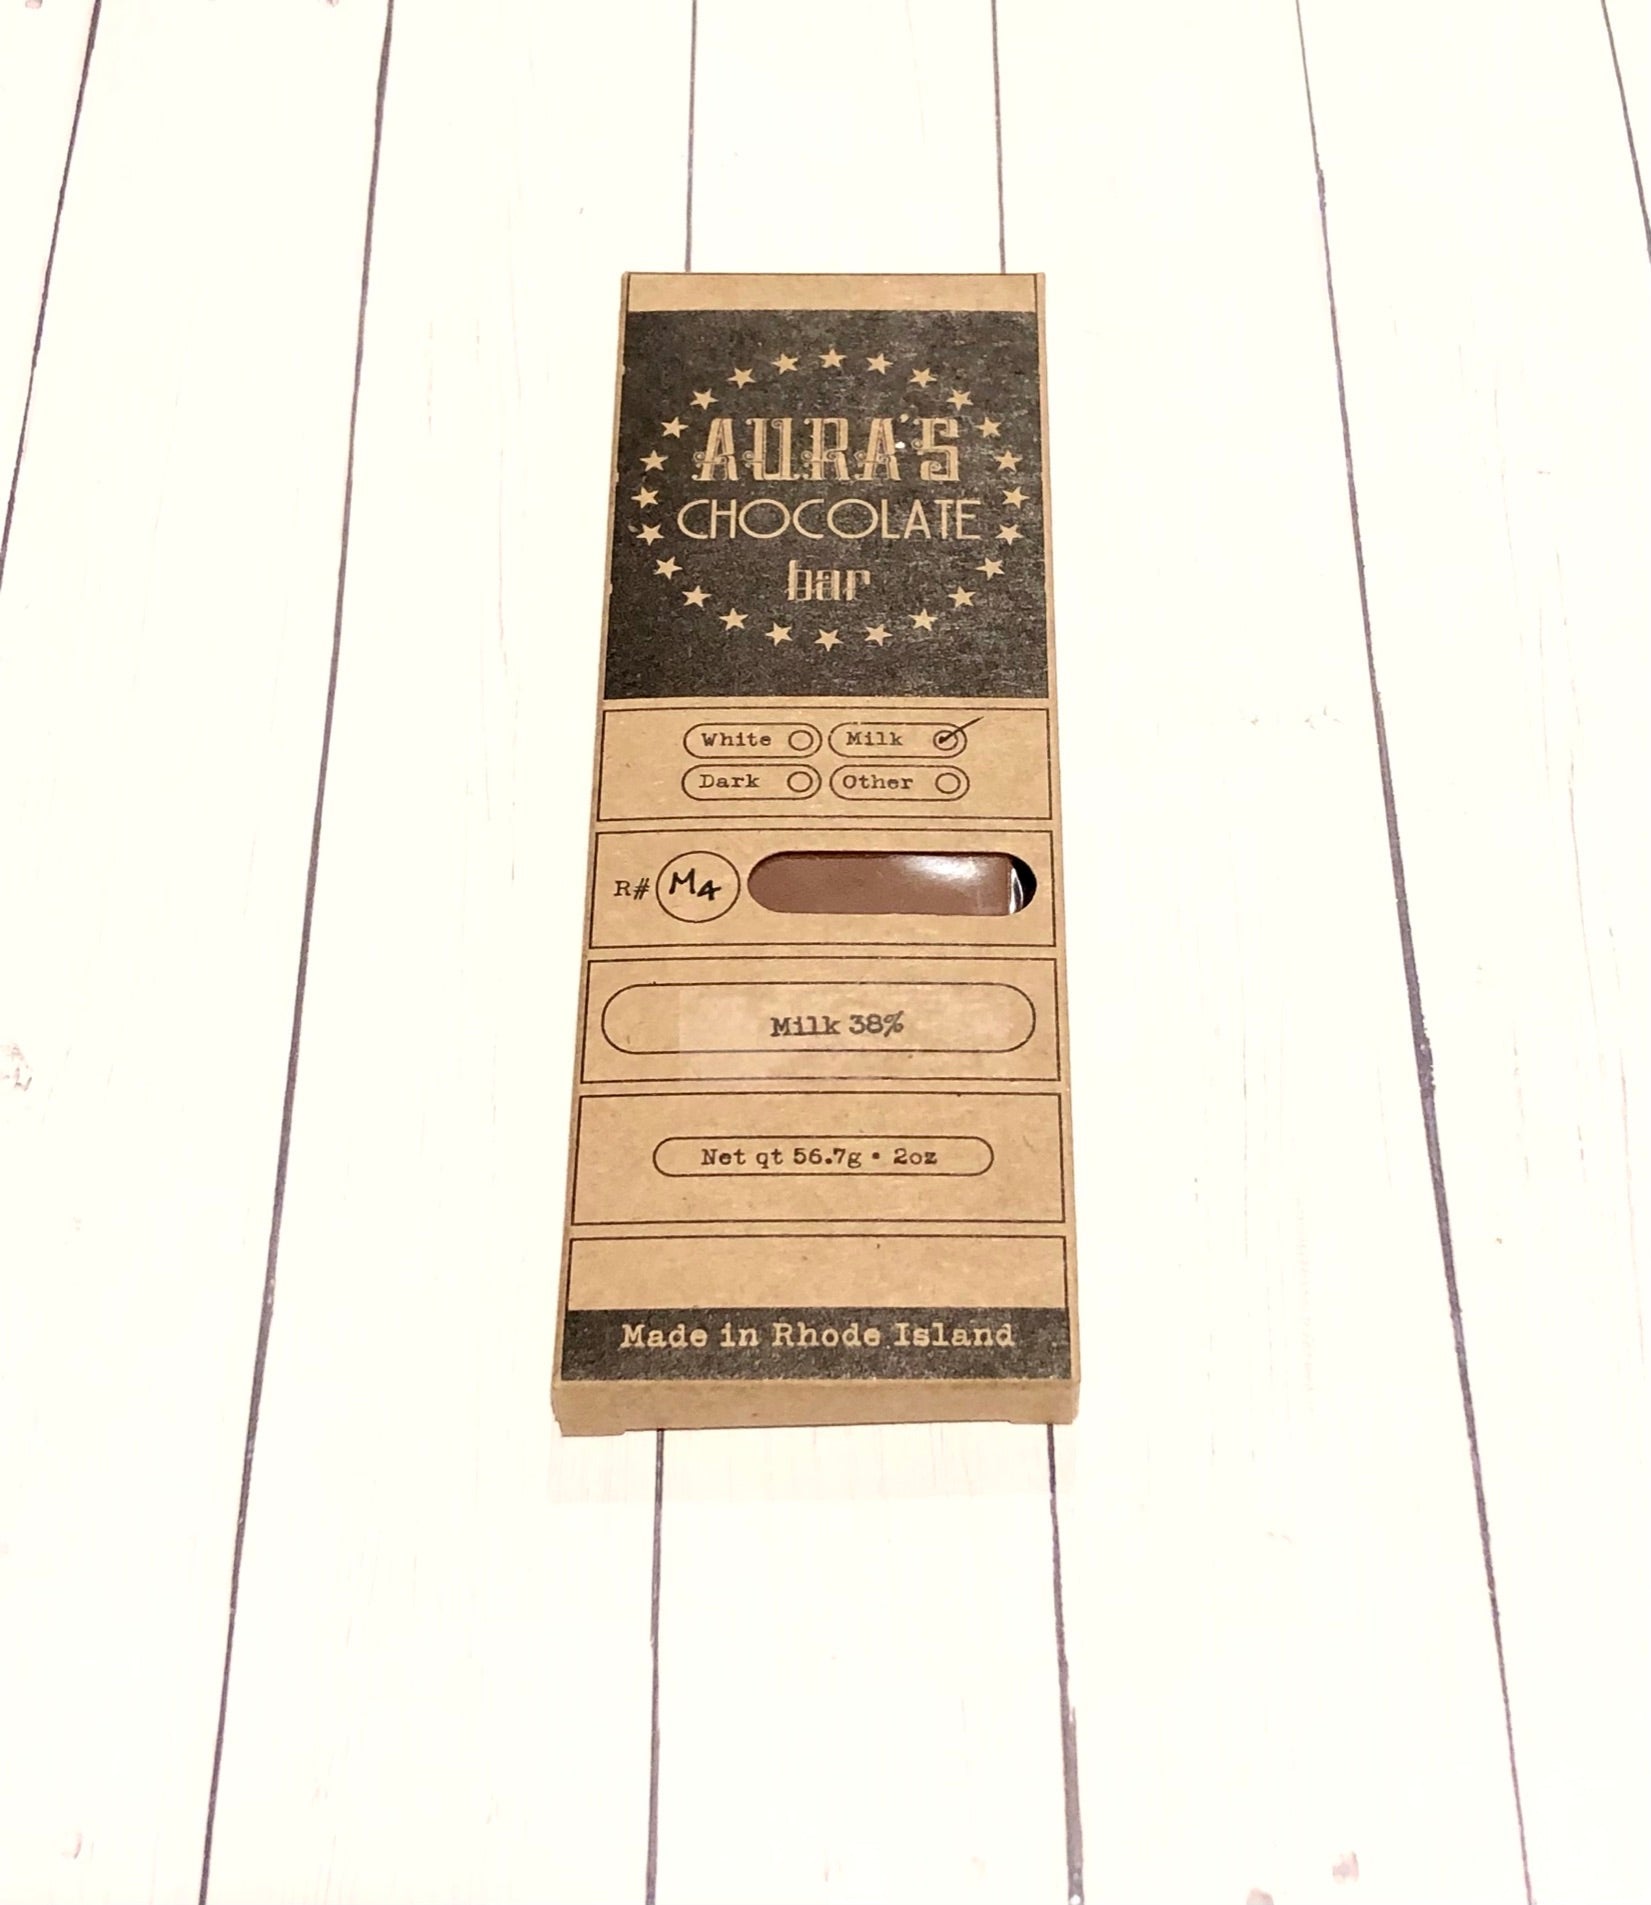 AURA'S
CHOCOLATE
bar
White Milk
Dark Other
R# M4
Milk 38%
Net qt 56.7g • 2oz
Made in Rhode Island